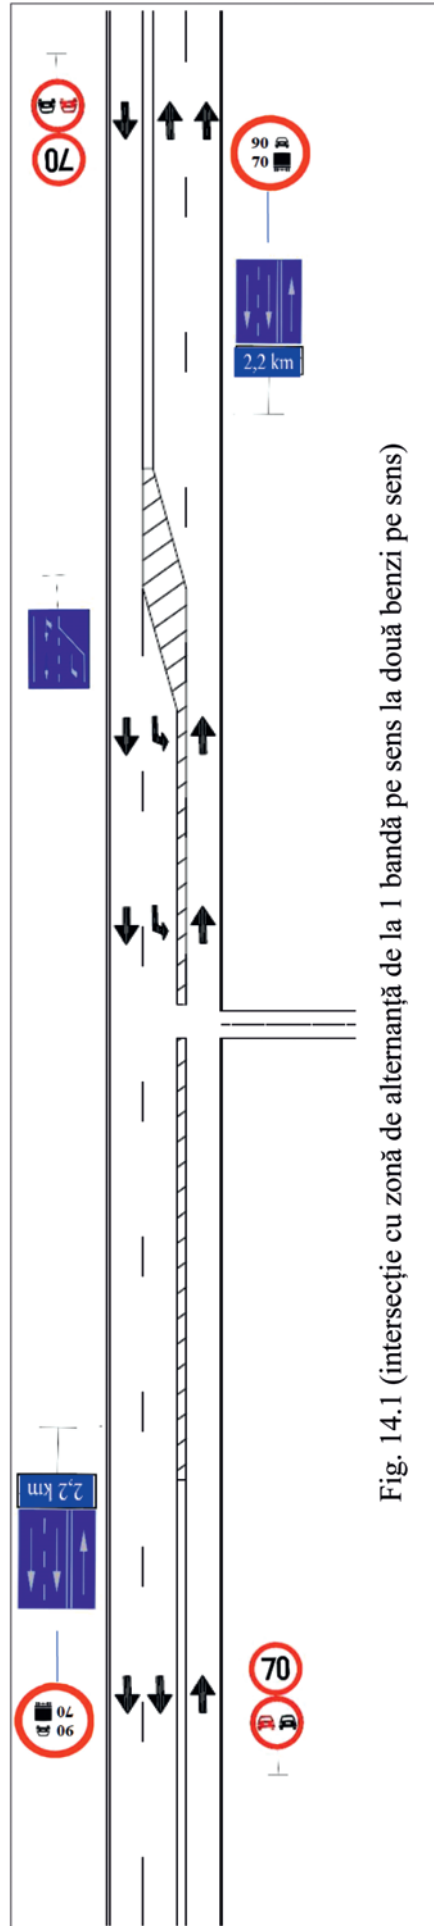 70
90
70
2,2 km
2,2 km
90
70
70
Fig. 14.1 (intersecție cu zonă de alternanță de la 1 bandă pe sens la două benzi pe sens)